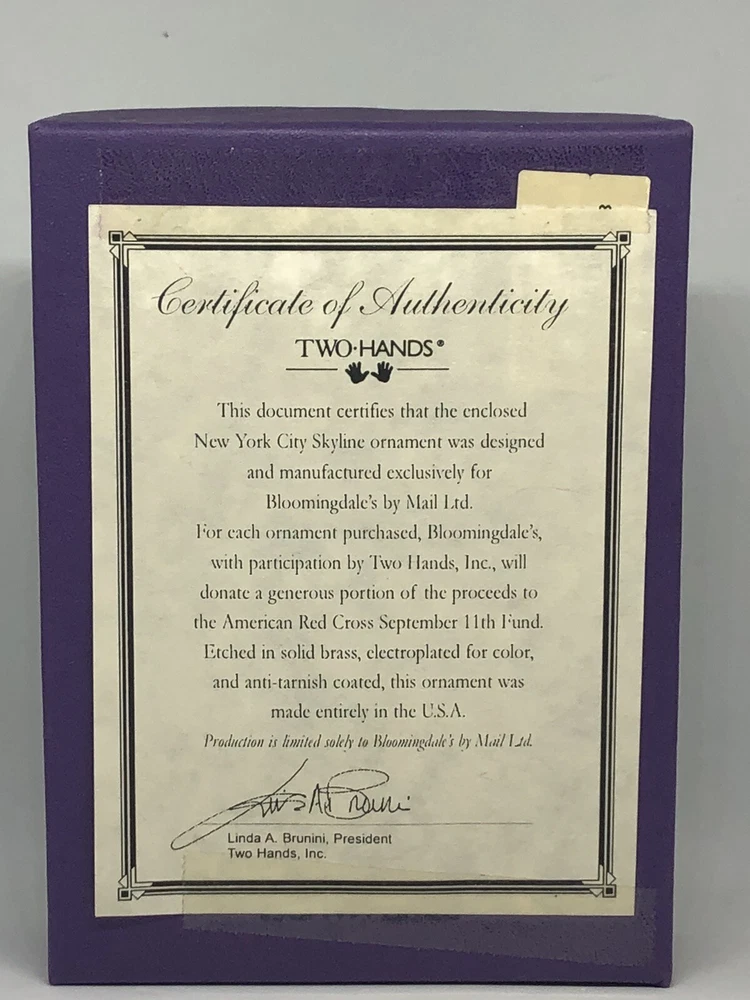 Certificate of Authenticity
TWO·HANDS®
This document certifies that the enclosed
New York City Skyline ornament was designed
and manufactured exclusively for
Bloomingdale's by Mail Ltd.
For each ornament purchased, Bloomingdale's,
with participation by Two Hands, Inc., will
donate a generous portion of the proceeds to
the American Red Cross September 11th Fund.
Etched in solid brass, electroplated for color,
and anti-tarnish coated, this ornament was
made entirely in the U.S.A.
Production is limited solely to Bloomingdale's by Mail Ltd.
Linda A. Brunini, President
Two Hands, Inc.